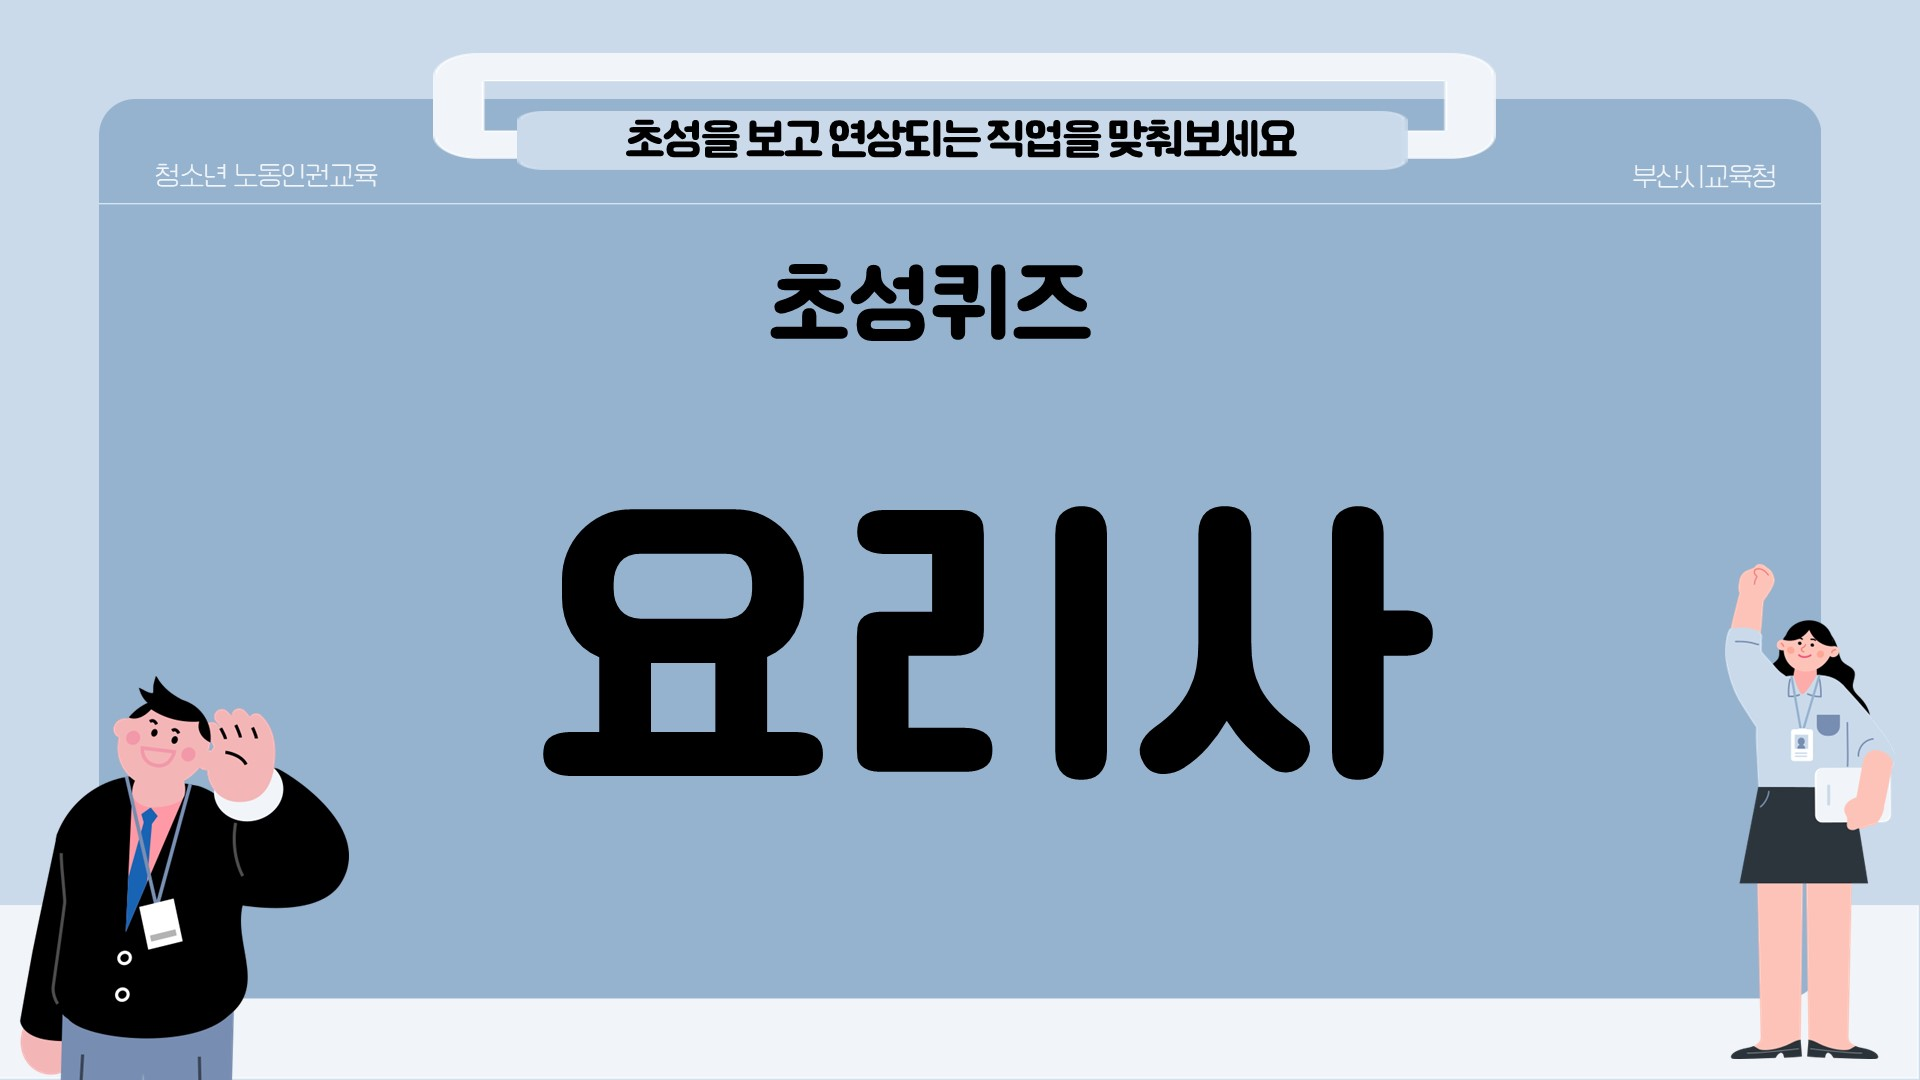 초성을 보고 연상되는 직업을 맞춰보세요
청소년 노동인권교육
부산시교육청
초성퀴즈
요리사